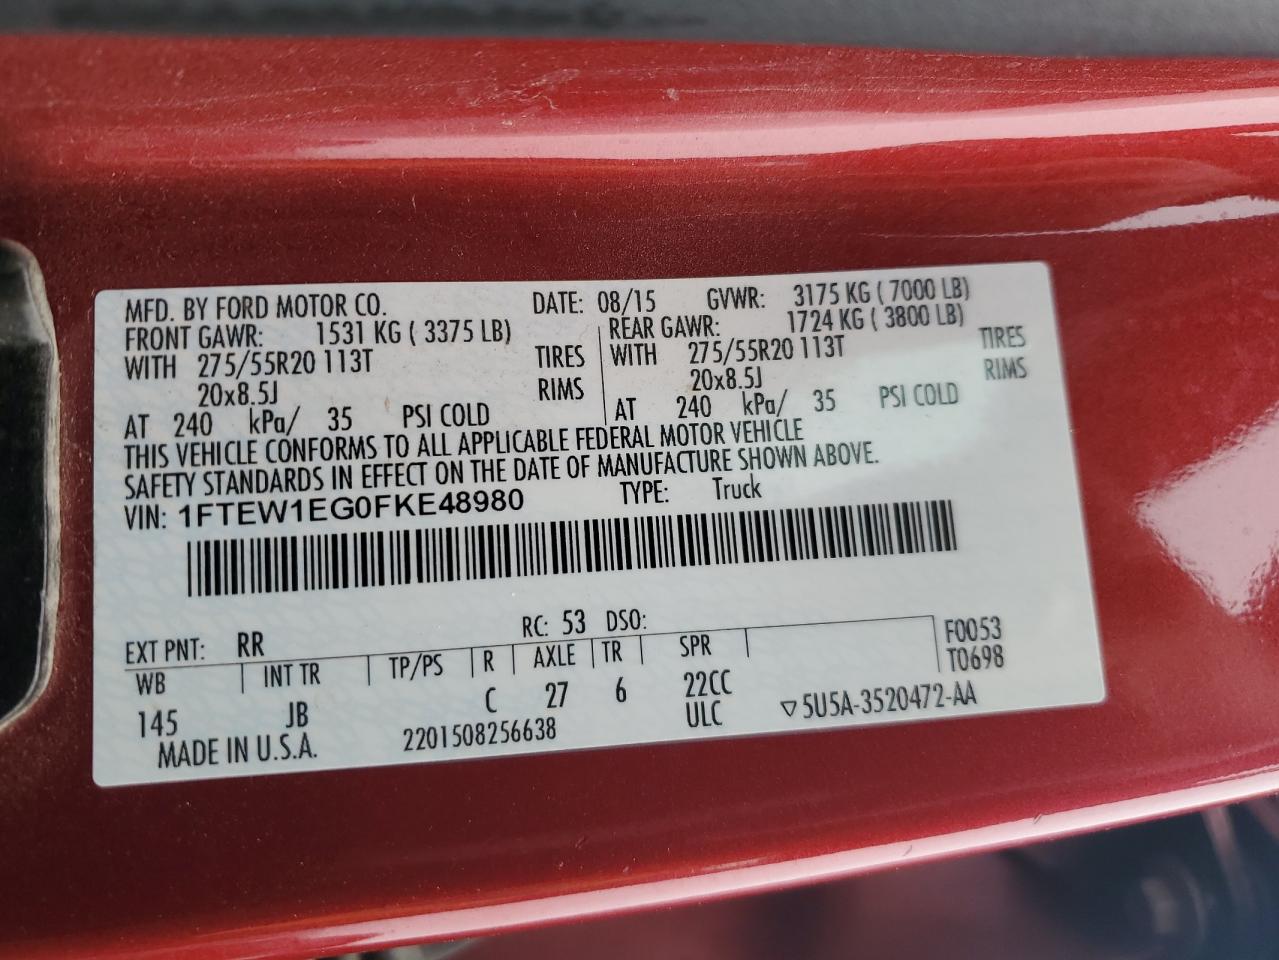 MFD. BY FORD MOTOR CO. DATE: 08/15 GVWR: 3175 KG ( 7000 LB)
FRONT GAWR: 1531 KG ( 3375 LB) REAR GAWR: 1724 KG ( 3800 LB)
WITH 275/55R20 113T TIRES WITH 275/55R20 113T TIRES
20x8.5J RIMS 20x8.5J RIMS
AT 240 kPa/ 35 PSI COLD AT 240 kPa/ 35 PSI COLD
THIS VEHICLE CONFORMS TO ALL APPLICABLE FEDERAL MOTOR VEHICLE
SAFETY STANDARDS IN EFFECT ON THE DATE OF MANUFACTURE SHOWN ABOVE.
VIN: 1FTEW1EG0FKE48980 TYPE: Truck
EXT PNT: RR RC: 53 DSO: F0053
WB INT TR TP/PS R AXLE TR SPR T0698
145 JB C 27 6 22CC ▽ 5U5A-3520472-AA
MADE IN U.S.A. 2201508256638 ULC